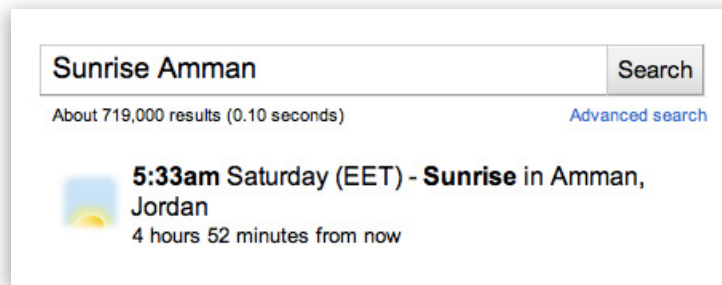 Sunrise Amman
Search
About 719,000 results (0.10 seconds)
Advanced search
5:33am Saturday (EET) - Sunrise in Amman,
Jordan
4 hours 52 minutes from now